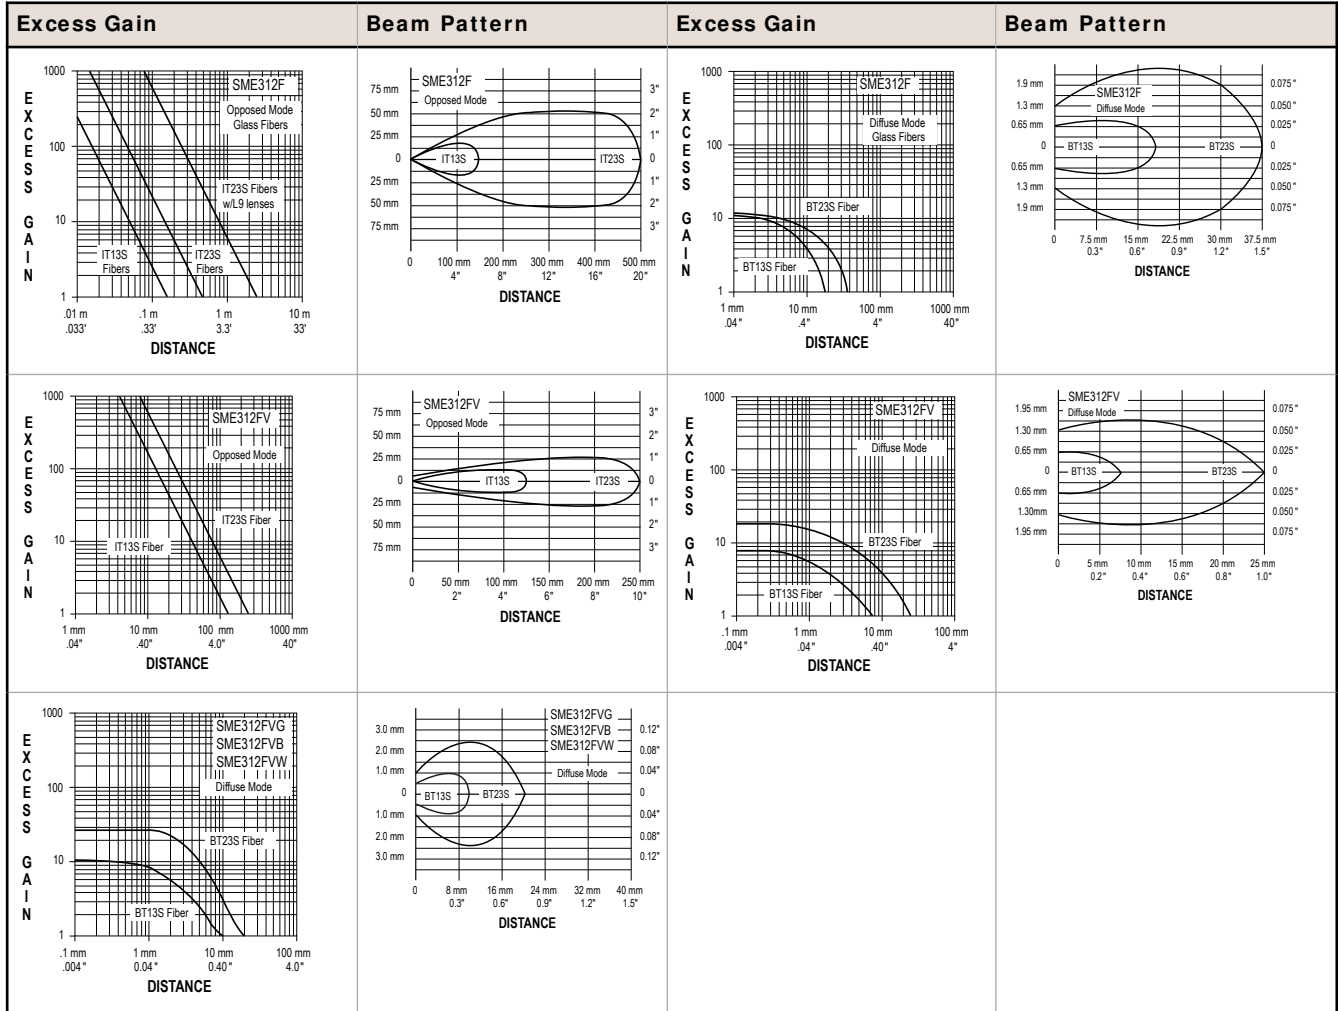 Excess Gain
Beam Pattern
Excess Gain
Beam Pattern
EXCESS GAIN
1000
100
10
1
SME312F
Opposed Mode
Glass Fibers
IT23S Fibers
w/L9 lenses
IT13S
Fibers
IT23S
Fibers
.01 m .1 m 1 m 10 m
.033' .33' 3.3' 33'
DISTANCE
SME312F
Opposed Mode
75 mm 3"
50 mm 2"
25 mm 1"
0 IT13S IT23S 0
25 mm 1"
50 mm 2"
75 mm 3"
0 100 mm 200 mm 300 mm 400 mm 500 mm
4" 8" 12" 16" 20"
DISTANCE
EXCESS GAIN
1000
100
10
1
SME312F
Diffuse Mode
Glass Fibers
BT23S Fiber
BT13S Fiber
1 mm 10 mm 100 mm 1000 mm
.04" .4" 4" 40"
DISTANCE
1.9 mm 0.075"
SME312F
1.3 mm Diffuse Mode 0.050"
0.65 mm 0.025"
0 BT13S BT23S 0
0.65 mm 0.025"
1.3 mm 0.050"
1.9 mm 0.075"
0 7.5 mm 15 mm 22.5 mm 30 mm 37.5 mm
0.3" 0.6" 0.9" 1.2" 1.5"
DISTANCE
EXCESS GAIN
1000
100
10
1
SME312FV
Opposed Mode
IT23S Fiber
IT13S Fiber
1 mm 10 mm 100 mm 1000 mm
.04" .40" 4.0" 40"
DISTANCE
SME312FV
Opposed Mode
75 mm 3"
50 mm 2"
25 mm 1"
0 IT13S IT23S 0
25 mm 1"
50 mm 2"
75 mm 3"
0 50 mm 100 mm 150 mm 200 mm 250 mm
2" 4" 6" 8" 10"
DISTANCE
EXCESS GAIN
1000
100
10
1
SME312FV
Diffuse Mode
BT23S Fiber
BT13S Fiber
.1 mm 1 mm 10 mm 100 mm
.004" .04" .40" 4"
DISTANCE
SME312FV
1.95 mm Diffuse Mode 0.075"
1.30 mm 0.050"
0.65 mm 0.025"
0 BT13S BT23S 0
0.65 mm 0.025"
1.30mm 0.050"
1.95 mm 0.075"
0 5 mm 10 mm 15 mm 20 mm 25 mm
0.2" 0.4" 0.6" 0.8" 1.0"
DISTANCE
EXCESS GAIN
1000
100
10
1
SME312FVG
SME312FVB
SME312FVW
Diffuse Mode
BT23S Fiber
BT13S Fiber
.1 mm 1 mm 10 mm 100 mm
.004" 0.04" 0.40" 4.0"
DISTANCE
SME312FVG
SME312FVB
SME312FVW
Diffuse Mode
3.0 mm 0.12"
2.0 mm 0.08"
1.0 mm 0.04"
0 BT13S BT23S 0
1.0 mm 0.04"
2.0 mm 0.08"
3.0 mm 0.12"
0 8 mm 16 mm 24 mm 32 mm 40 mm
0.3" 0.6" 0.9" 1.2" 1.5"
DISTANCE